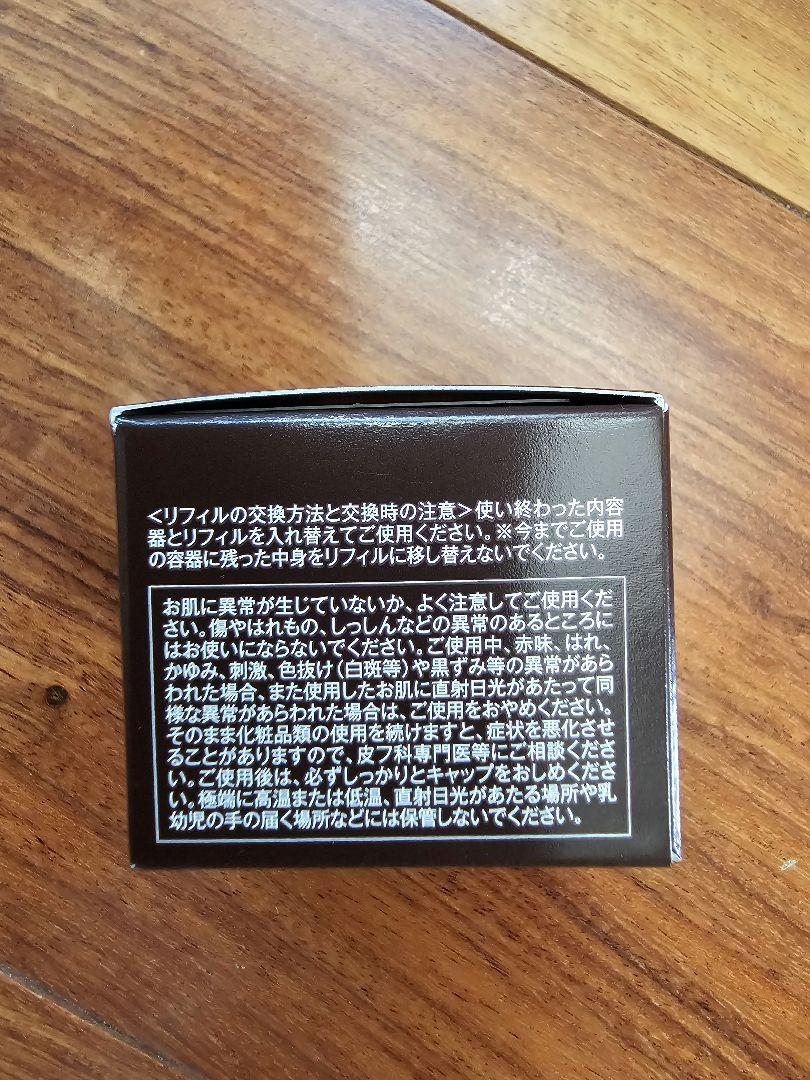 <リフィルの交換方法と交換時の注意>使い終わった内容
器とリフィルを入れ替えてご使用ください。※今までご使用
の容器に残った中身をリフィルに移し替えないでください。
お肌に異常が生じていないか、よく注意してご使用くだ
さい。傷やはれもの、しっしんなどの異常のあるところに
はお使いにならないでください。ご使用中、赤味、はれ、
かゆみ、刺激、色抜け(白斑等)や黒ずみ等の異常があら
われた場合、また使用したお肌に直射日光があたって同
様な異常があらわれた場合は、ご使用をおやめください。
そのまま化粧品類の使用を続けますと、症状を悪化させ
ることがありますので、皮フ科専門医等にご相談くださ
い。ご使用後は、必ずしっかりとキャップをおしめくださ
い。極端に高温または低温、直射日光があたる場所や乳
幼児の手の届く場所などには保管しないでください。